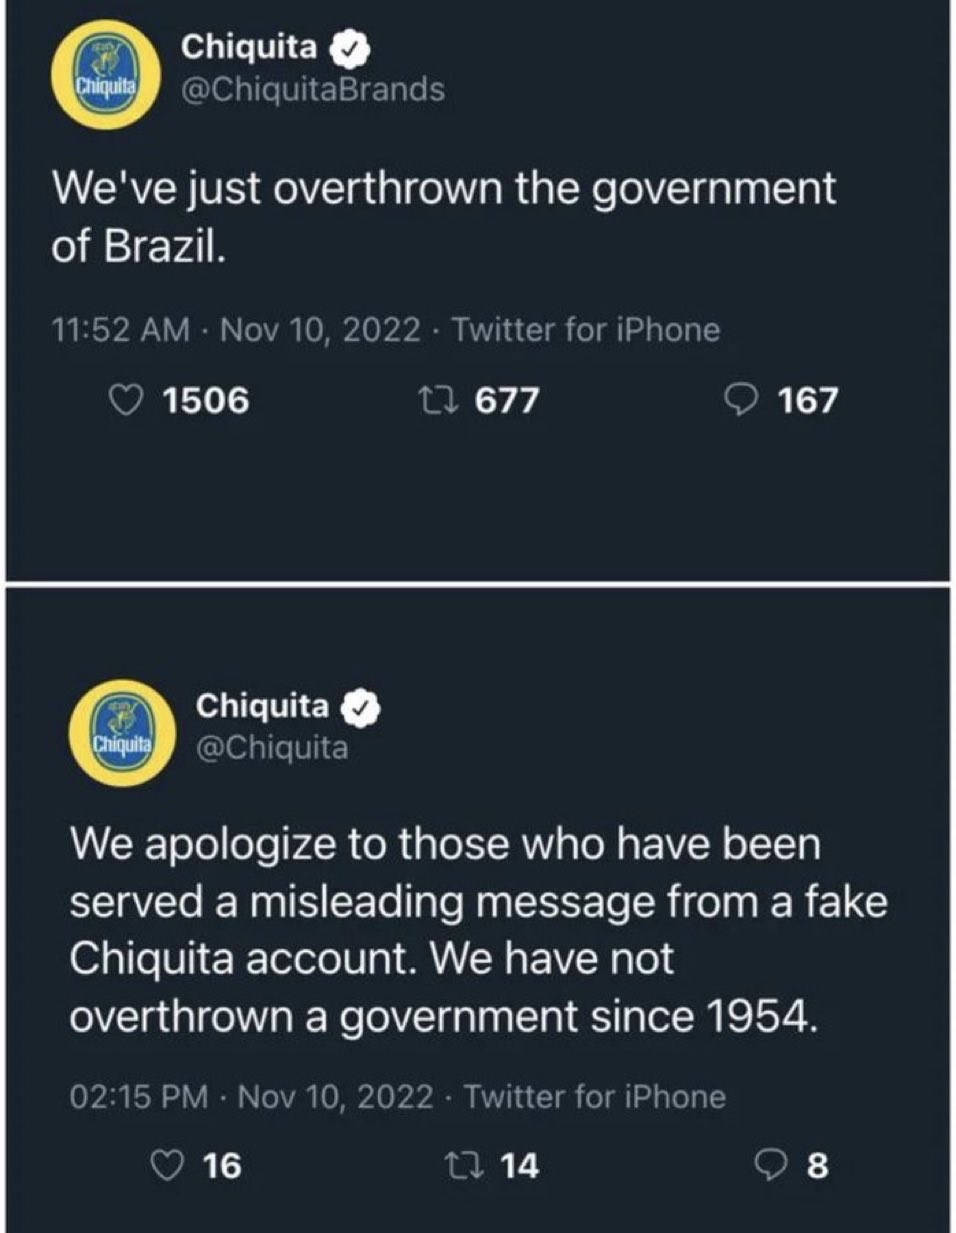 Chiquita
Chiquita
@ChiquitaBrands
We've just overthrown the government
of Brazil.
11:52 AM · Nov 10, 2022 · Twitter for iPhone
1506 677 167
Chiquita
Chiquita
@Chiquita
We apologize to those who have been
served a misleading message from a fake
Chiquita account. We have not
overthrown a government since 1954.
02:15 PM · Nov 10, 2022 · Twitter for iPhone
16 14 8